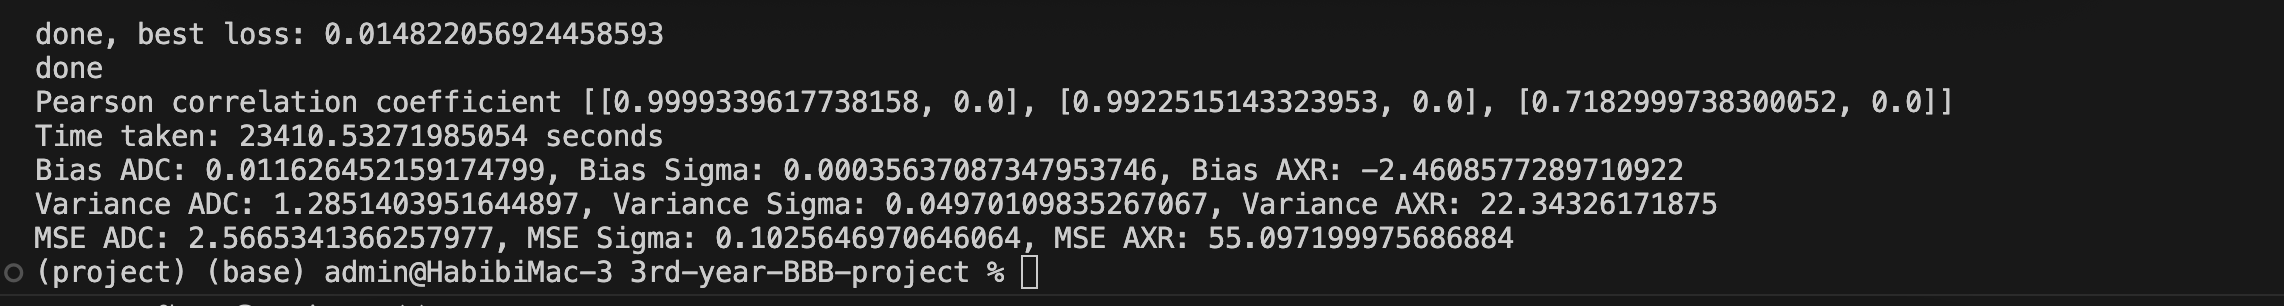 done, best loss: 0.014822056924458593
done
Pearson correlation coefficient [[0.9999339617738158, 0.0], [0.9922515143323953, 0.0], [0.7182999738300052, 0.0]]
Time taken: 23410.53271985054 seconds
Bias ADC: 0.011626452159174799, Bias Sigma: 0.00035637087347953746, Bias AXR: -2.4608577289710922
Variance ADC: 1.2851403951644897, Variance Sigma: 0.04970109835267067, Variance AXR: 22.34326171875
MSE ADC: 2.5665341366257977, MSE Sigma: 0.1025646970646064, MSE AXR: 55.097199975686884
(project) (base) admin@HabibiMac-3 3rd-year-BBB-project %